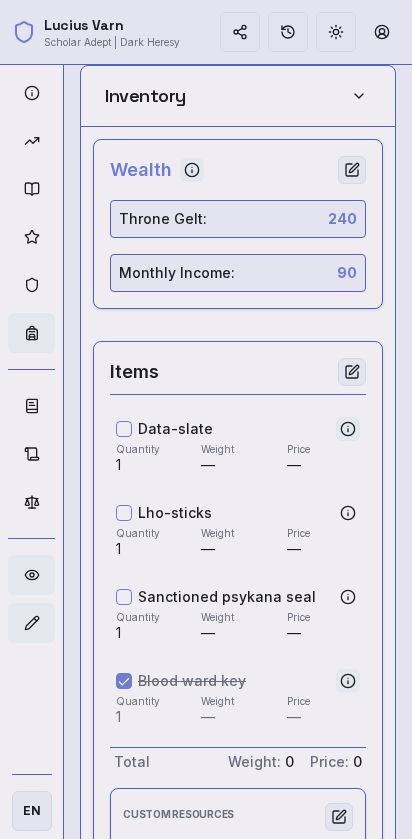 Lucius Varn
Scholar Adept | Dark Heresy
Inventory
Wealth
Throne Gelt: 240
Monthly Income: 90
Items
Data-slate
Quantity Weight Price
1 — —
Lho-sticks
Quantity Weight Price
1 — —
Sanctioned psykana seal
Quantity Weight Price
1 — —
Blood ward key
Quantity Weight Price
1 — —
Total Weight: 0 Price: 0
CUSTOM RESOURCES
EN